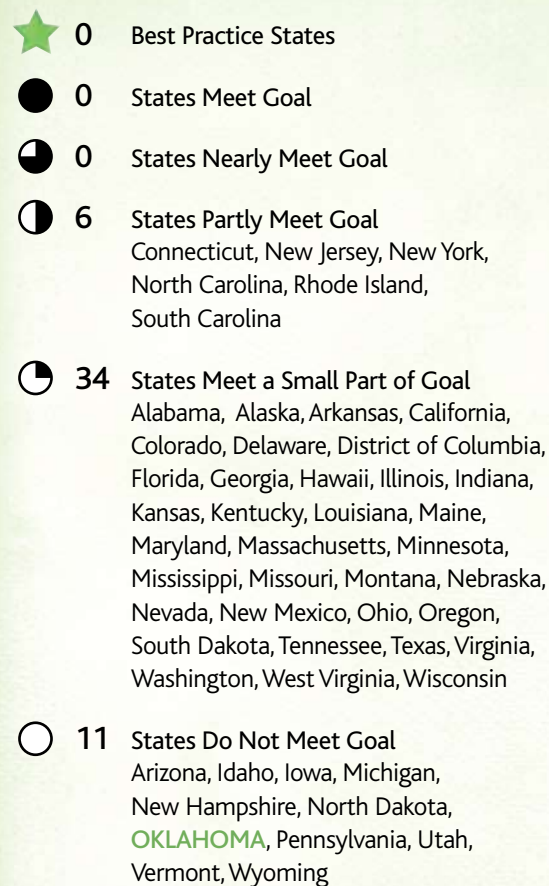 0 Best Practice States
0 States Meet Goal
0 States Nearly Meet Goal
6 States Partly Meet Goal
Connecticut, New Jersey, New York,
North Carolina, Rhode Island,
South Carolina
34 States Meet a Small Part of Goal
Alabama, Alaska, Arkansas, California,
Colorado, Delaware, District of Columbia,
Florida, Georgia, Hawaii, Illinois, Indiana,
Kansas, Kentucky, Louisiana, Maine,
Maryland, Massachusetts, Minnesota,
Mississippi, Missouri, Montana, Nebraska,
Nevada, New Mexico, Ohio, Oregon,
South Dakota, Tennessee, Texas, Virginia,
Washington, West Virginia, Wisconsin
11 States Do Not Meet Goal
Arizona, Idaho, Iowa, Michigan,
New Hampshire, North Dakota,
OKLAHOMA, Pennsylvania, Utah,
Vermont, Wyoming